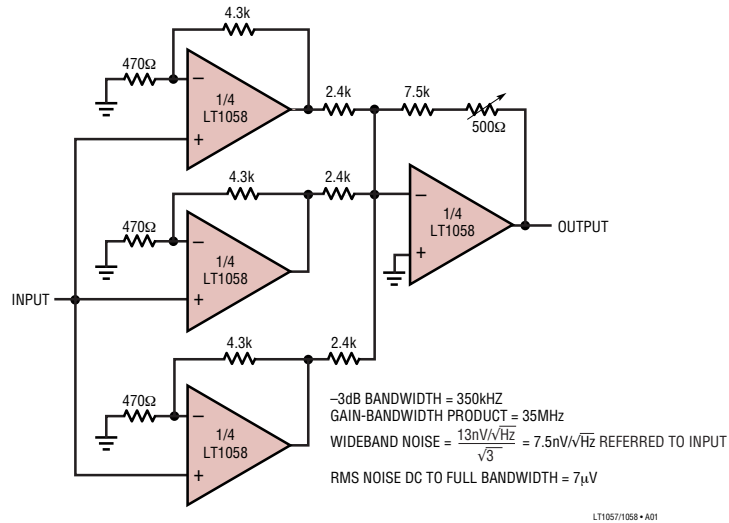 4.3k
470Ω
–
1/4
LT1058
+
2.4k
7.5k
500Ω
4.3k
2.4k
470Ω
–
1/4
LT1058
+
–
1/4
LT1058
+
OUTPUT
INPUT
4.3k
2.4k
470Ω
–
1/4
LT1058
+
–3dB BANDWIDTH = 350kHZ
GAIN-BANDWIDTH PRODUCT = 35MHz
WIDEBAND NOISE = 13nV/√Hz / √3 = 7.5nV/√Hz REFERRED TO INPUT
RMS NOISE DC TO FULL BANDWIDTH = 7μV
LT1057/1058 • A01